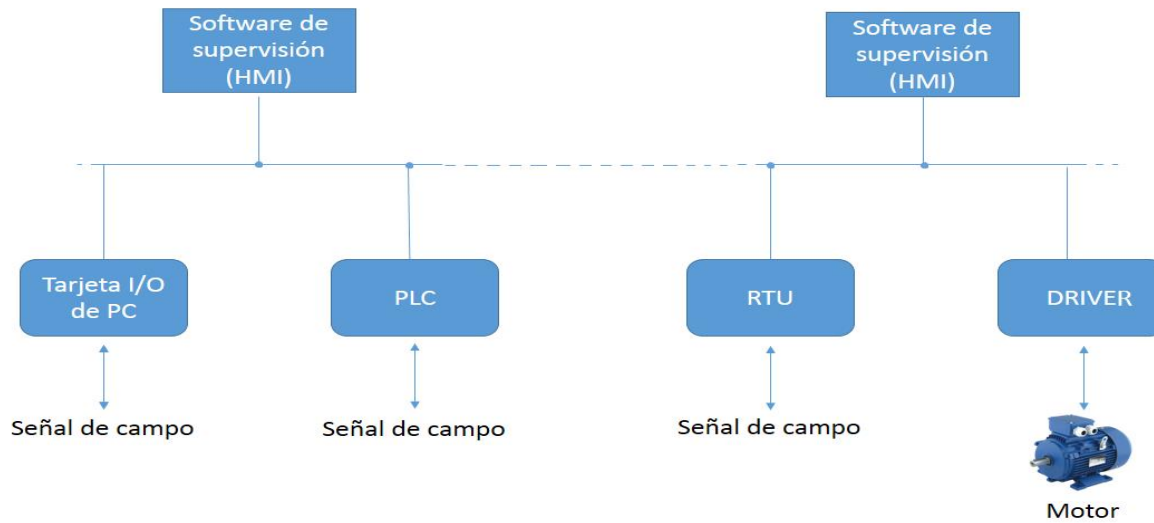 Software de
supervisión
(HMI)
Software de
supervisión
(HMI)
Tarjeta I/O
de PC
PLC
RTU
DRIVER
Señal de campo
Señal de campo
Señal de campo
Motor